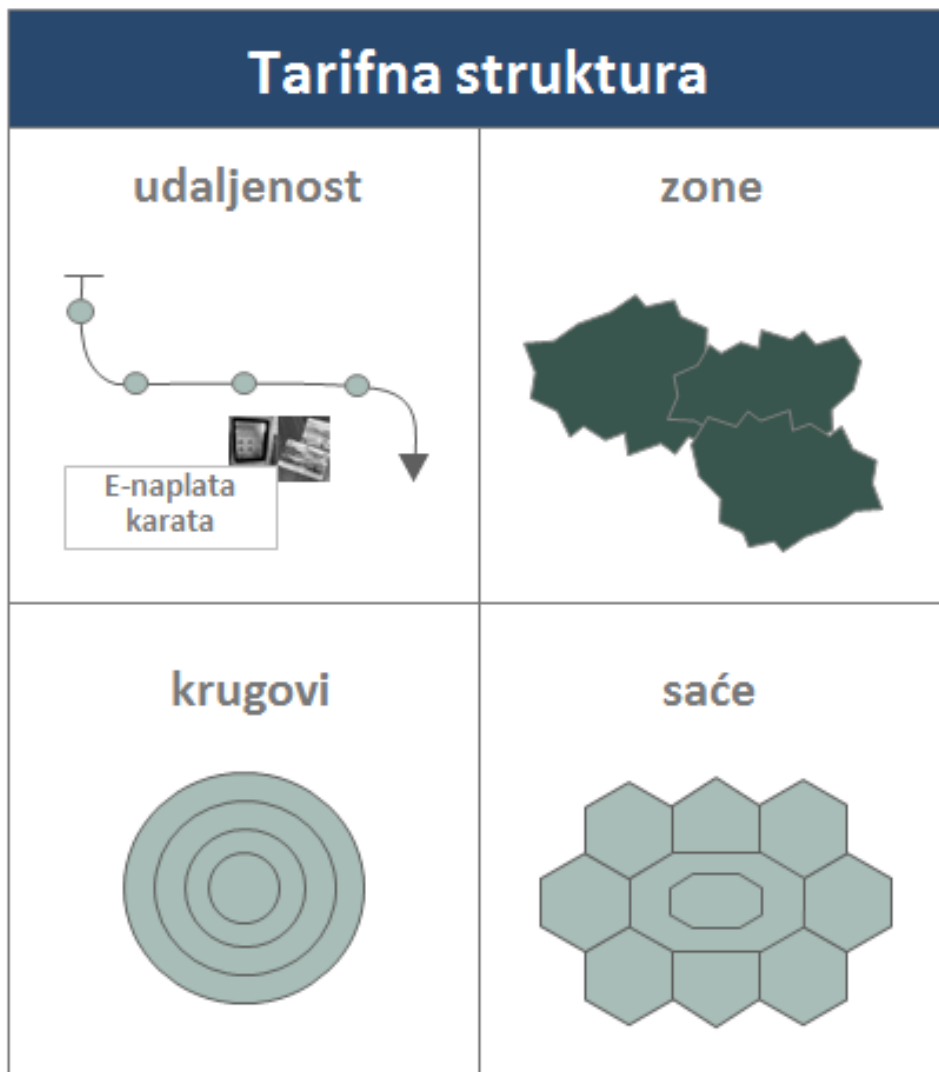 Tarifna struktura
udaljenost
zone
E-naplata
karata
krugovi
saće